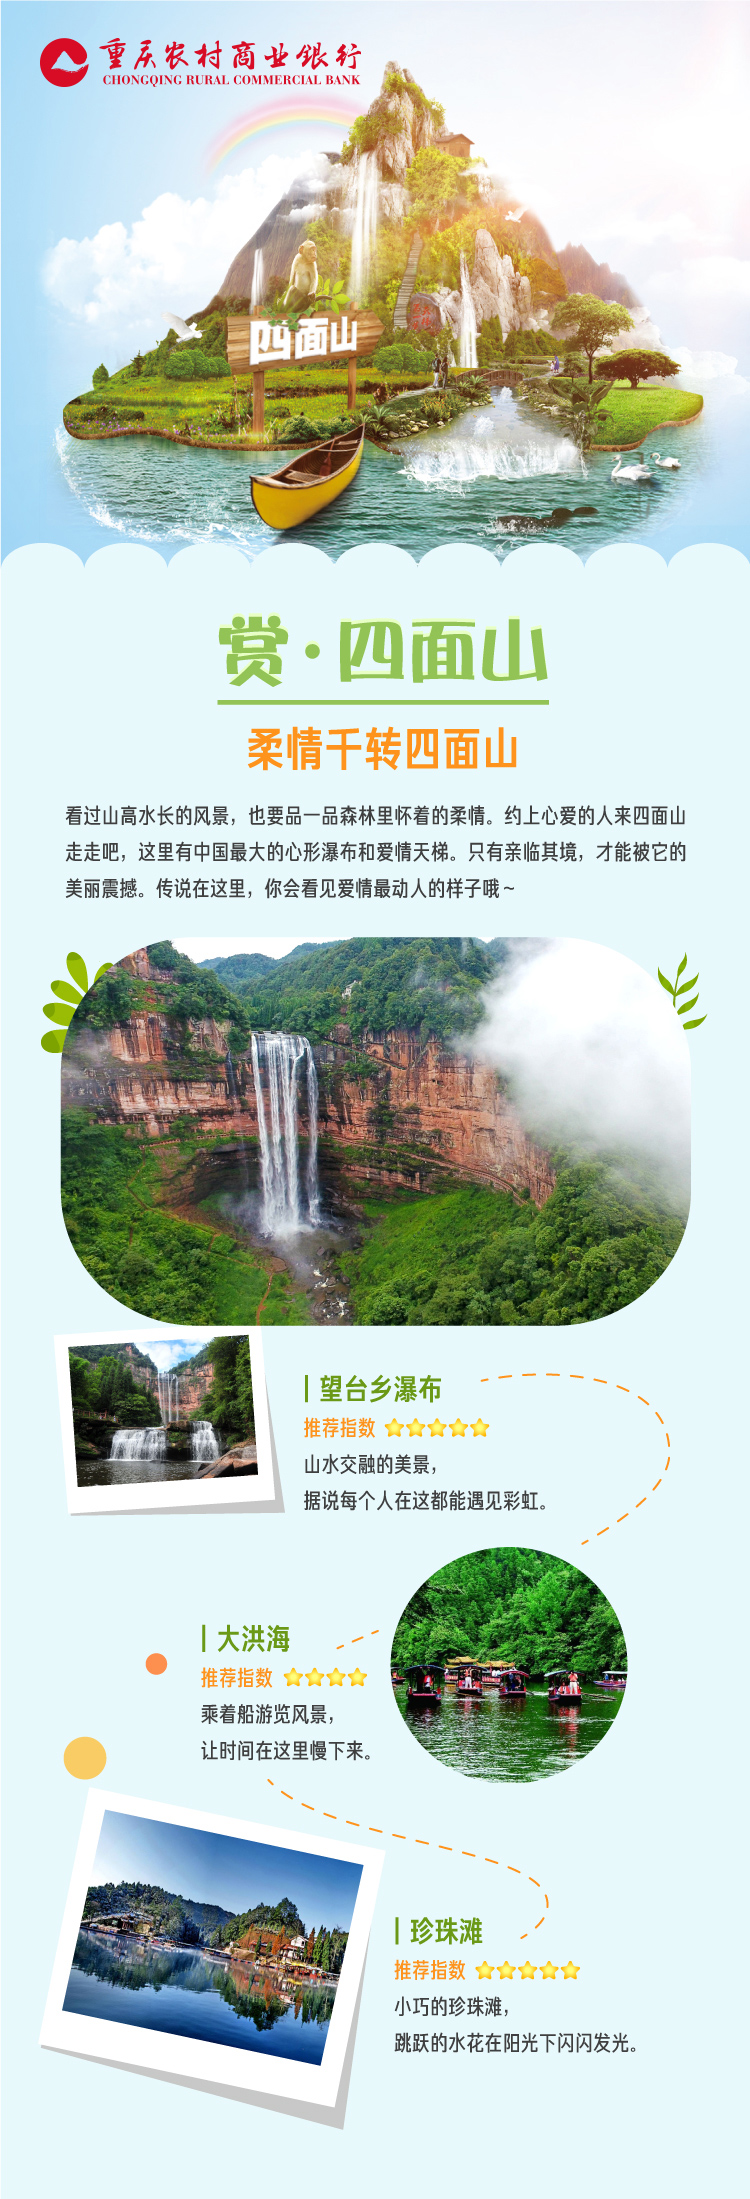 重庆农村商业银行
CHONGQING RURAL COMMERCIAL BANK
四面山
赏·四面山
柔情千转四面山
看过山高水长的风景，也要品一品森林里怀着的柔情。约上心爱的人来四面山
走走吧，这里有中国最大的心形瀑布和爱情天梯。只有亲临其境，才能被它的
美丽震撼。传说在这里，你会看见爱情最动人的样子哦~
望台乡瀑布
推荐指数
山水交融的美景，
据说每个人在这都能遇见彩虹。
大洪海
推荐指数
乘着船游览风景，
让时间在这里慢下来。
珍珠滩
推荐指数
小巧的珍珠滩，
跳跃的水花在阳光下闪闪发光。